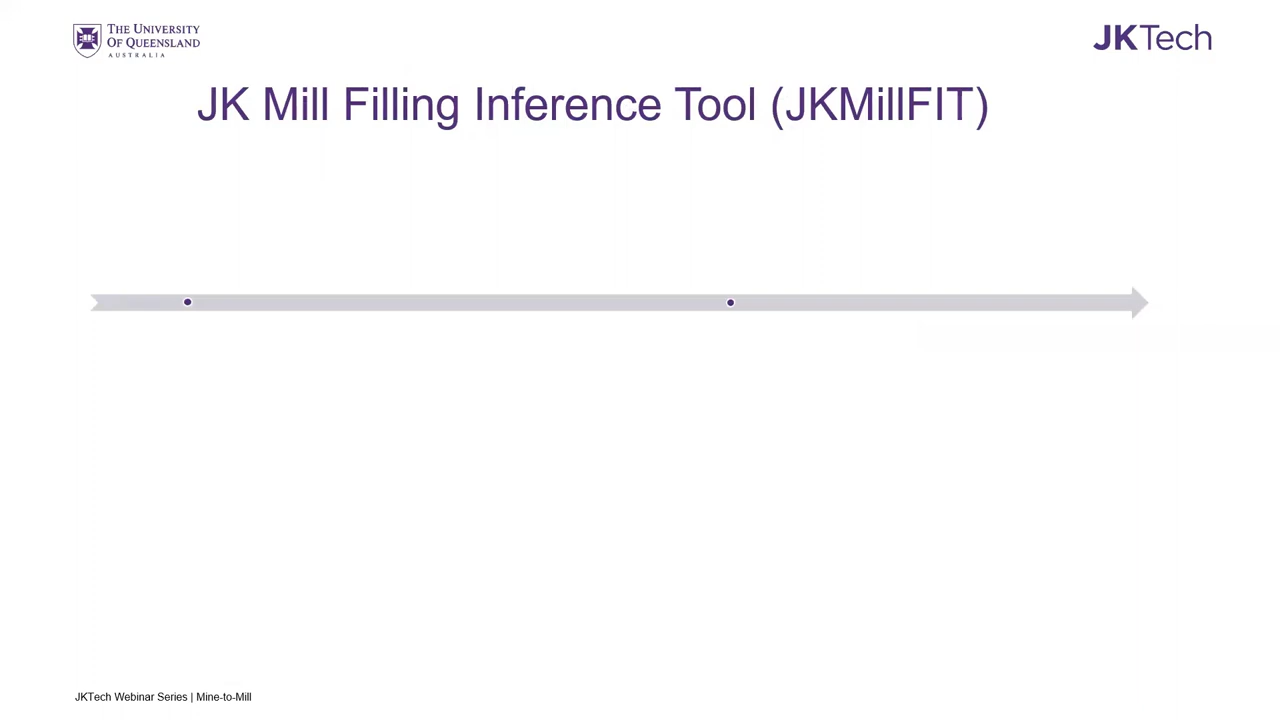 THE UNIVERSITY
OF QUEENSLAND
AUSTRALIA
JKTech
JK Mill Filling Inference Tool (JKMillFIT)
JKTech Webinar Series | Mine-to-Mill